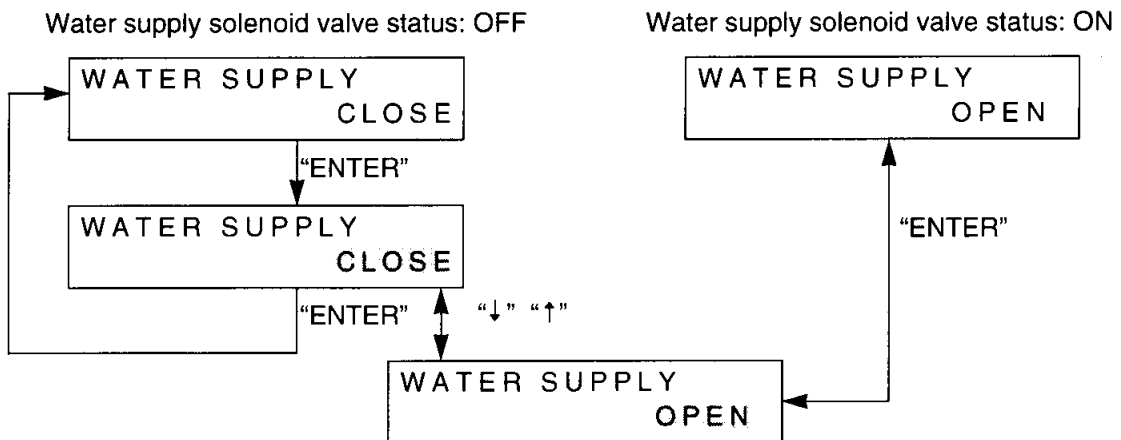 Water supply solenoid valve status: OFF
Water supply solenoid valve status: ON
WATER SUPPLY
CLOSE
WATER SUPPLY
OPEN
“ENTER”
WATER SUPPLY
CLOSE
“ENTER”
“ENTER”
“↓” “↑”
WATER SUPPLY
OPEN